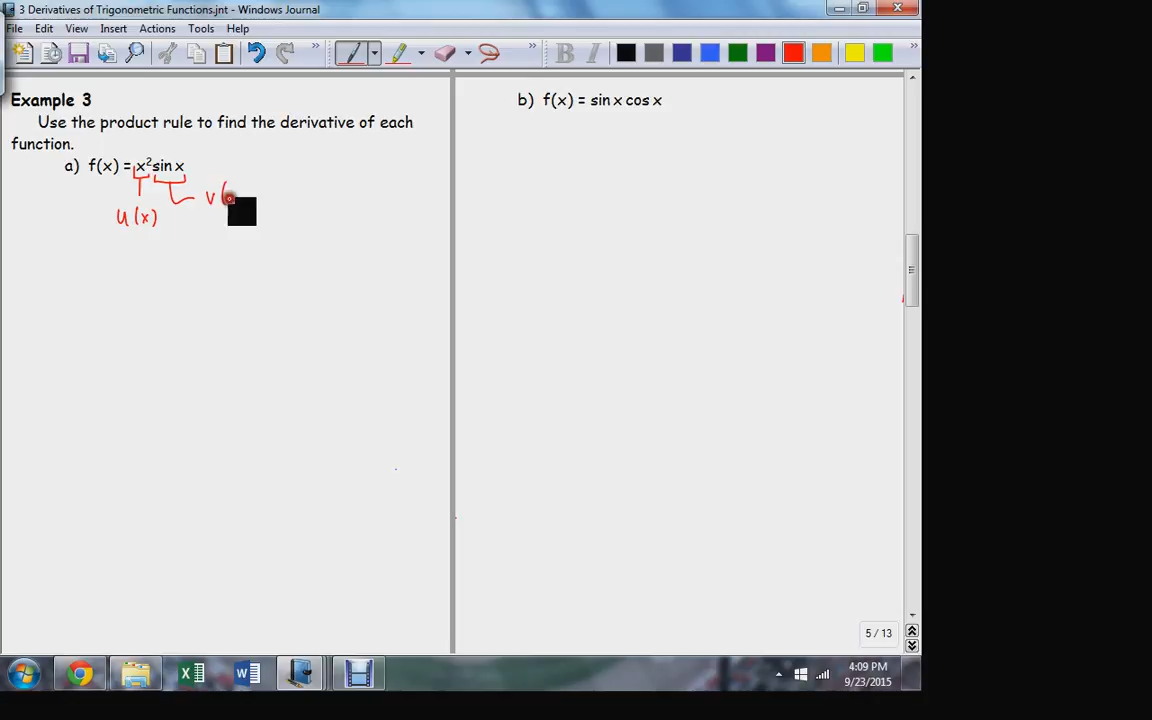 3 Derivatives of Trigonometric Functions.jnt - Windows Journal
File Edit View Insert Actions Tools Help
B I
Example 3
Use the product rule to find the derivative of each
function.
a) f(x) = x²sin x
v (
u (x)
b) f(x) = sin x cos x
5 / 13
4:09 PM
9/23/2015